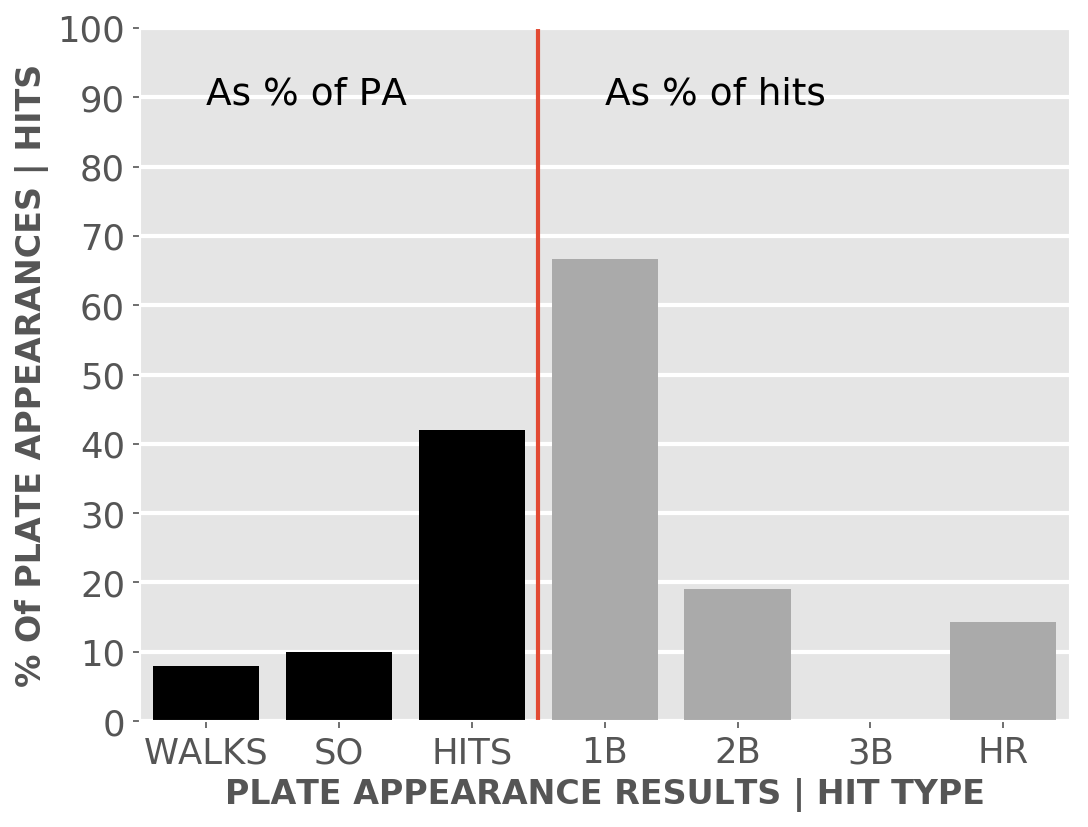 % Of PLATE APPEARANCES | HITS
100
90
80
70
60
50
40
30
20
10
0
As % of PA
As % of hits
WALKS SO HITS 1B 2B 3B HR
PLATE APPEARANCE RESULTS | HIT TYPE